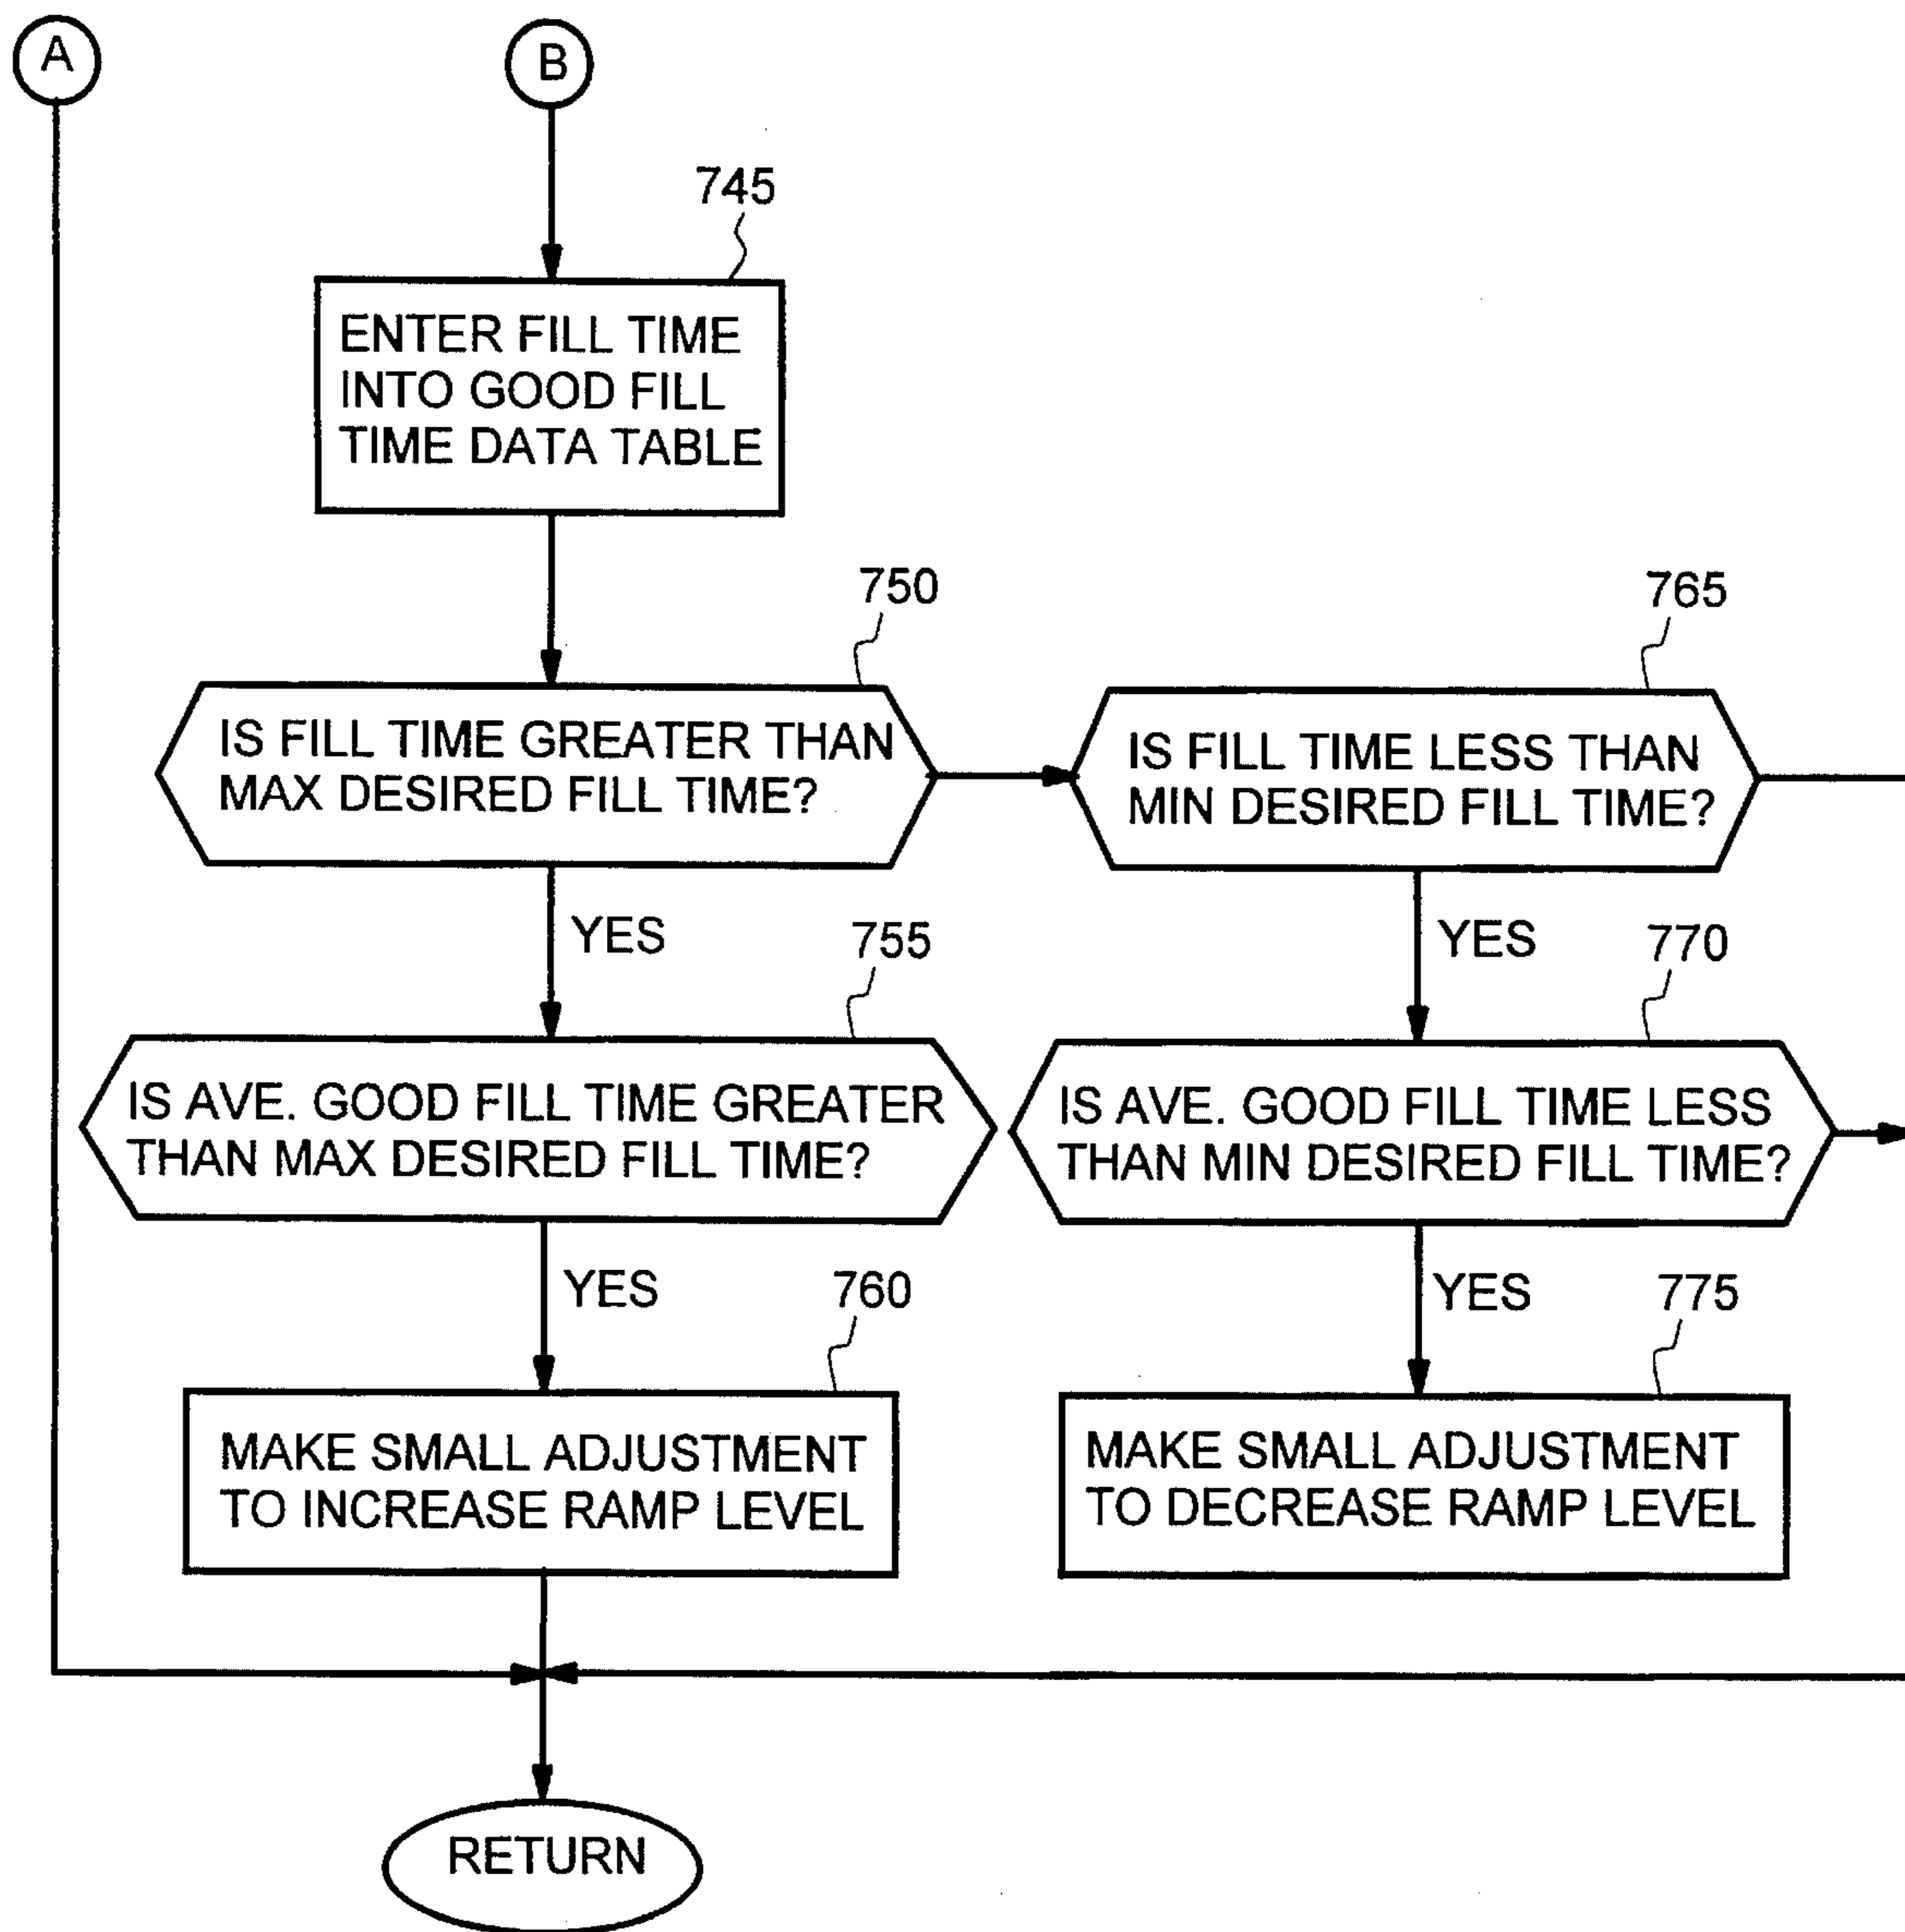 A
B
745
ENTER FILL TIME
INTO GOOD FILL
TIME DATA TABLE
750
IS FILL TIME GREATER THAN
MAX DESIRED FILL TIME?
765
IS FILL TIME LESS THAN
MIN DESIRED FILL TIME?
YES
YES
755
IS AVE. GOOD FILL TIME GREATER
THAN MAX DESIRED FILL TIME?
770
IS AVE. GOOD FILL TIME LESS
THAN MIN DESIRED FILL TIME?
YES
YES
760
MAKE SMALL ADJUSTMENT
TO INCREASE RAMP LEVEL
775
MAKE SMALL ADJUSTMENT
TO DECREASE RAMP LEVEL
RETURN